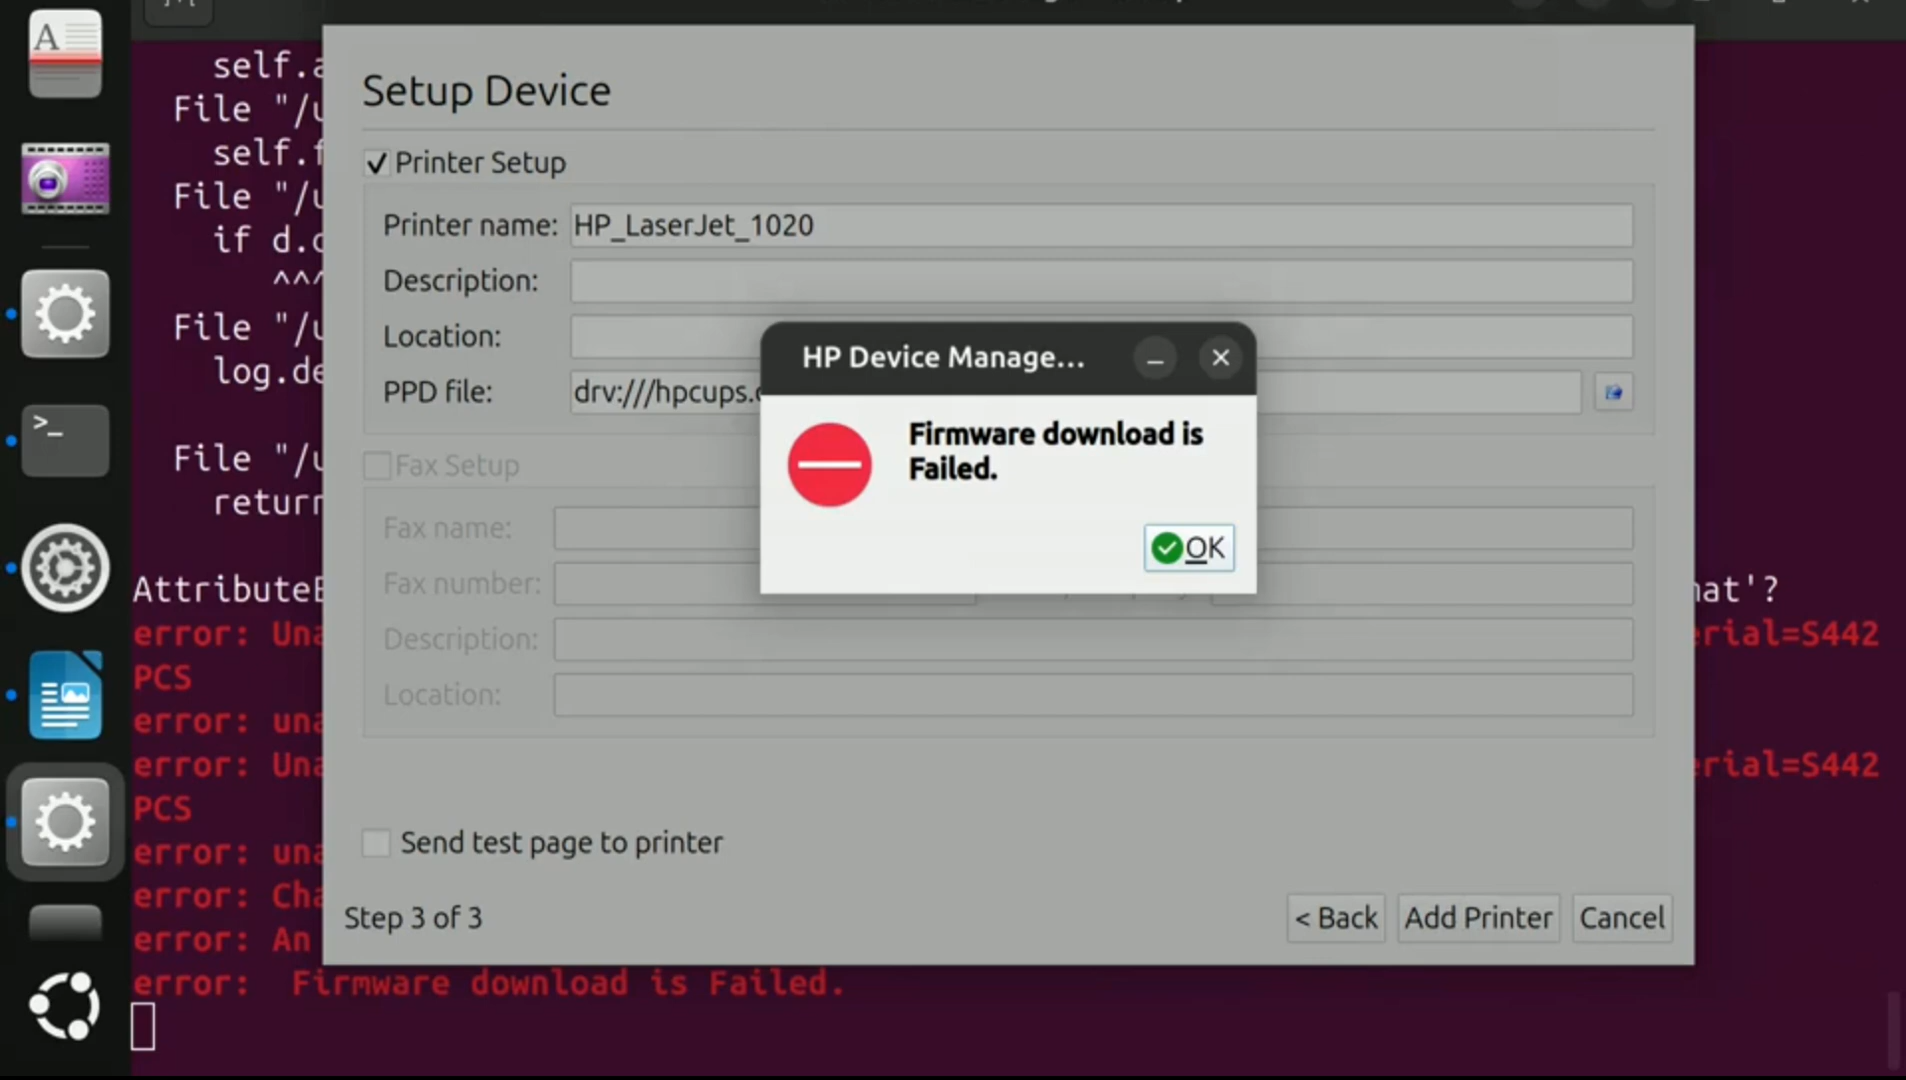 Setup Device
Printer Setup
Printer name: HP_LaserJet_1020
Description:
Location:
PPD file: drv:///hpcups.
Fax Setup
Fax name:
Fax number:
Description:
Location:
Send test page to printer
Step 3 of 3
< Back
Add Printer
Cancel
HP Device Manage...
Firmware download is
Failed.
OK
self.
File "/
self.
File "/
if d.
^^^
File "/
log.de
File "/
return
Attribute
at'?
error: Una
erial=S442
PCS
error: una
error: Una
erial=S442
PCS
error: una
error: Cha
error: An
error: Firmware download is Failed.
A
>_